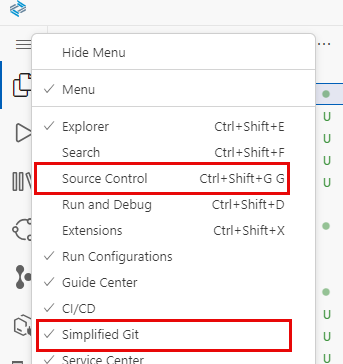 Hide Menu
Menu
Explorer Ctrl+Shift+E
Search Ctrl+Shift+F
Source Control Ctrl+Shift+G G
Run and Debug Ctrl+Shift+D
Extensions Ctrl+Shift+X
Run Configurations
Guide Center
CI/CD
Simplified Git
Service Center
U
U
U
U
U
U
U